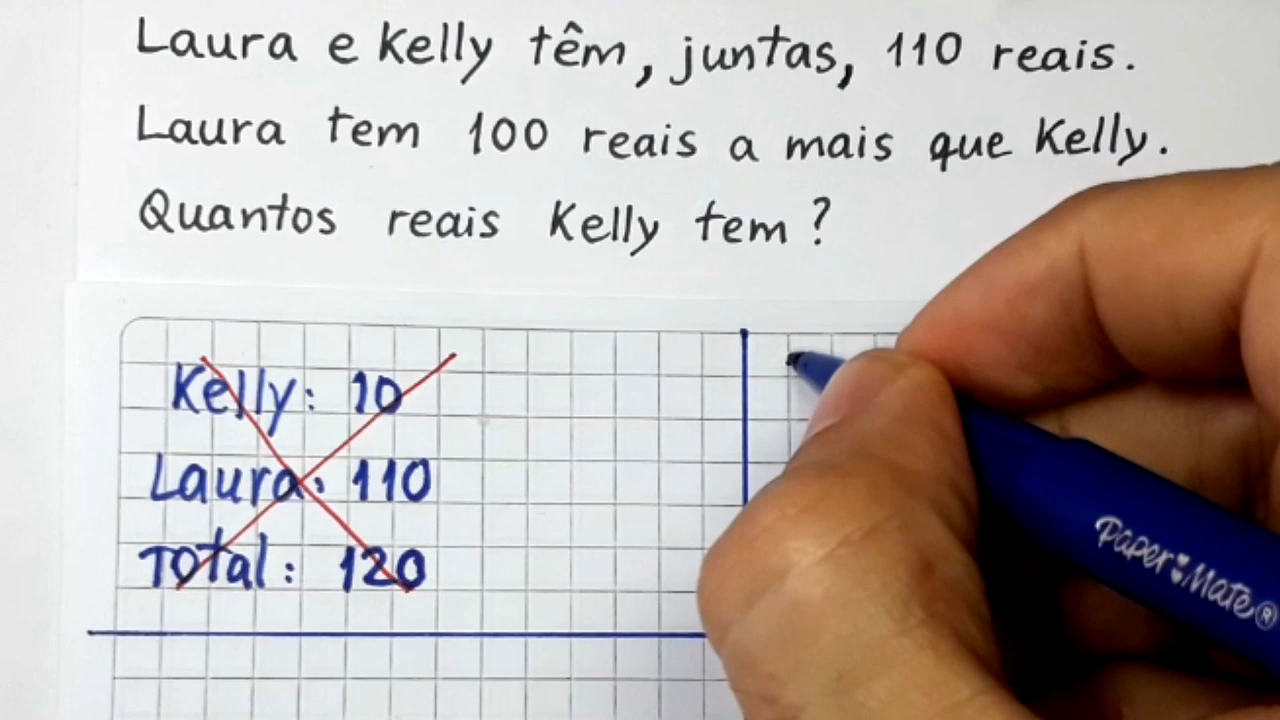 Laura e Kelly têm, juntas, 110 reais.
Laura tem 100 reais a mais que Kelly.
Quantos reais Kelly tem?
Kelly: 10
Laura: 110
Total: 120
Paper Mate®